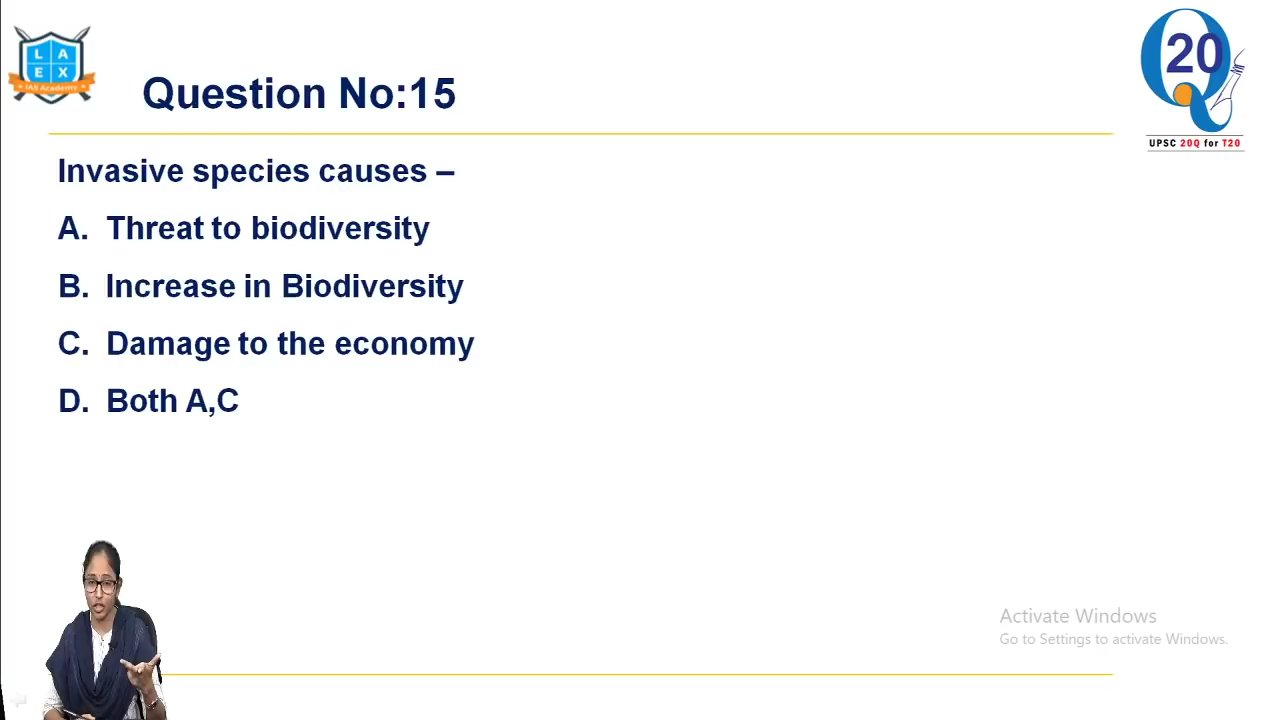 L A
E X
IAS Academy
20
UPSC 20Q for T20
Question No:15
Invasive species causes –
A. Threat to biodiversity
B. Increase in Biodiversity
C. Damage to the economy
D. Both A,C
Activate Windows
Go to Settings to activate Windows.